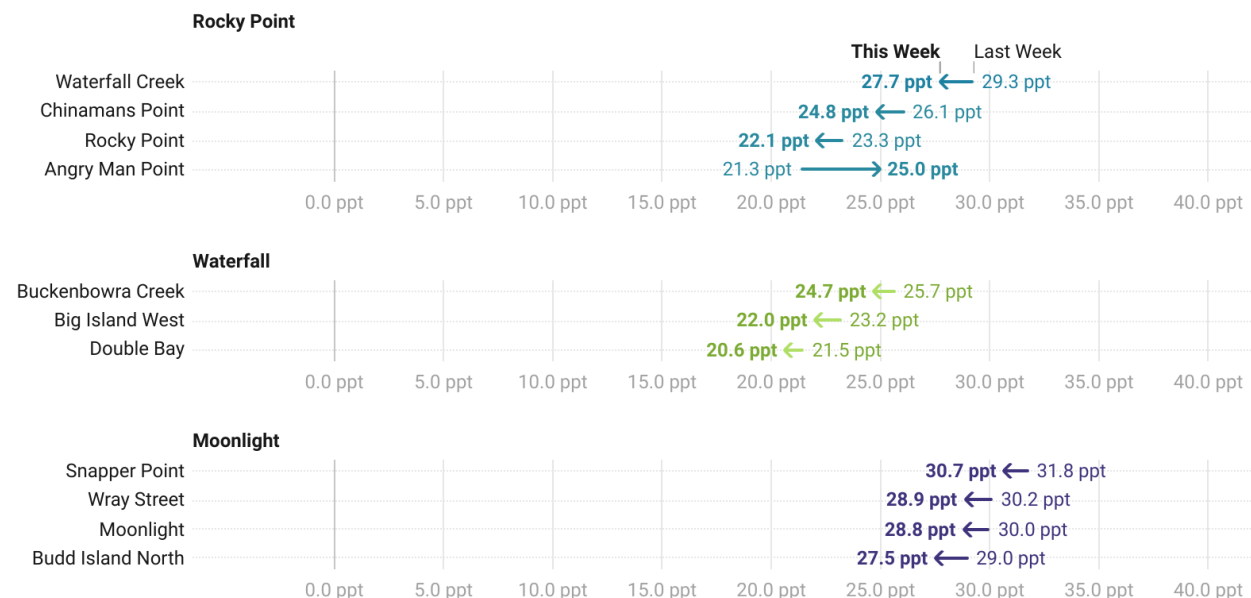 Rocky Point
This Week Last Week
Waterfall Creek 27.7 ppt 29.3 ppt
Chinamans Point 24.8 ppt 26.1 ppt
Rocky Point 22.1 ppt 23.3 ppt
Angry Man Point 21.3 ppt 25.0 ppt
0.0 ppt 5.0 ppt 10.0 ppt 15.0 ppt 20.0 ppt 25.0 ppt 30.0 ppt 35.0 ppt 40.0 ppt
Waterfall
Buckenbowra Creek 24.7 ppt 25.7 ppt
Big Island West 22.0 ppt 23.2 ppt
Double Bay 20.6 ppt 21.5 ppt
0.0 ppt 5.0 ppt 10.0 ppt 15.0 ppt 20.0 ppt 25.0 ppt 30.0 ppt 35.0 ppt 40.0 ppt
Moonlight
Snapper Point 30.7 ppt 31.8 ppt
Wray Street 28.9 ppt 30.2 ppt
Moonlight 28.8 ppt 30.0 ppt
Budd Island North 27.5 ppt 29.0 ppt
0.0 ppt 5.0 ppt 10.0 ppt 15.0 ppt 20.0 ppt 25.0 ppt 30.0 ppt 35.0 ppt 40.0 ppt